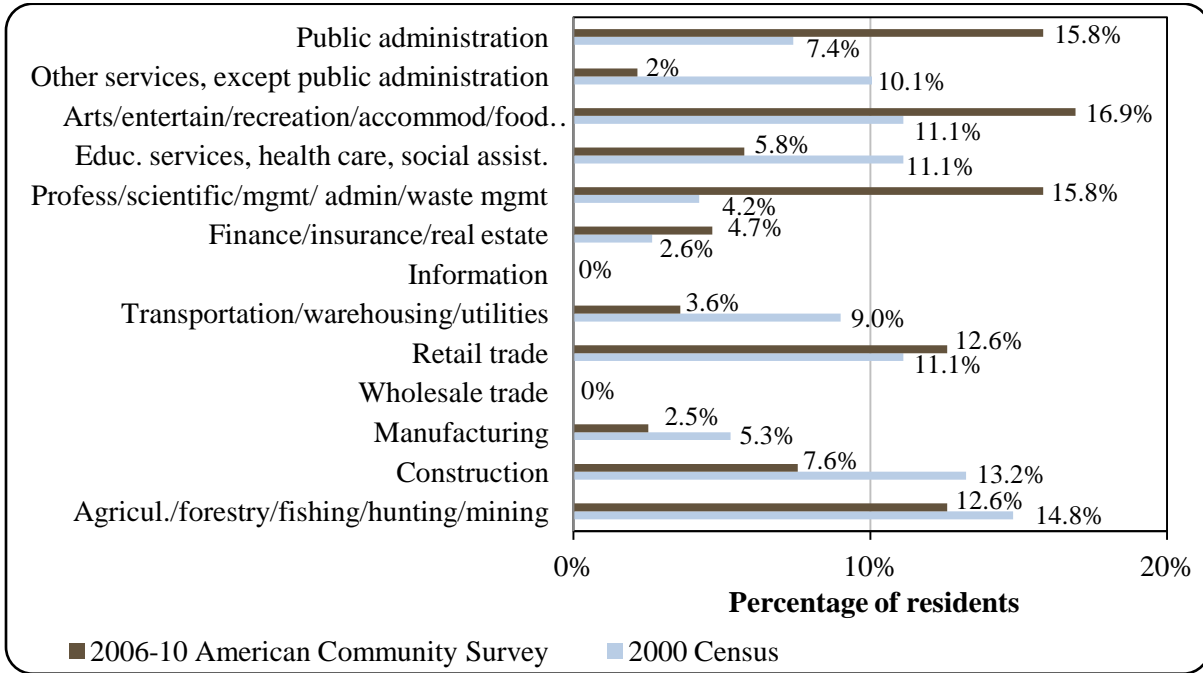 Public administration
15.8%
7.4%
Other services, except public administration
2%
10.1%
Arts/entertain/recreation/accommod/food..
16.9%
11.1%
Educ. services, health care, social assist.
5.8%
11.1%
Profess/scientific/mgmt/ admin/waste mgmt
15.8%
4.2%
Finance/insurance/real estate
4.7%
2.6%
Information
0%
Transportation/warehousing/utilities
3.6%
9.0%
Retail trade
12.6%
11.1%
Wholesale trade
0%
Manufacturing
2.5%
5.3%
Construction
7.6%
13.2%
Agricul./forestry/fishing/hunting/mining
12.6%
14.8%
0% 10% 20%
Percentage of residents
2006-10 American Community Survey 2000 Census